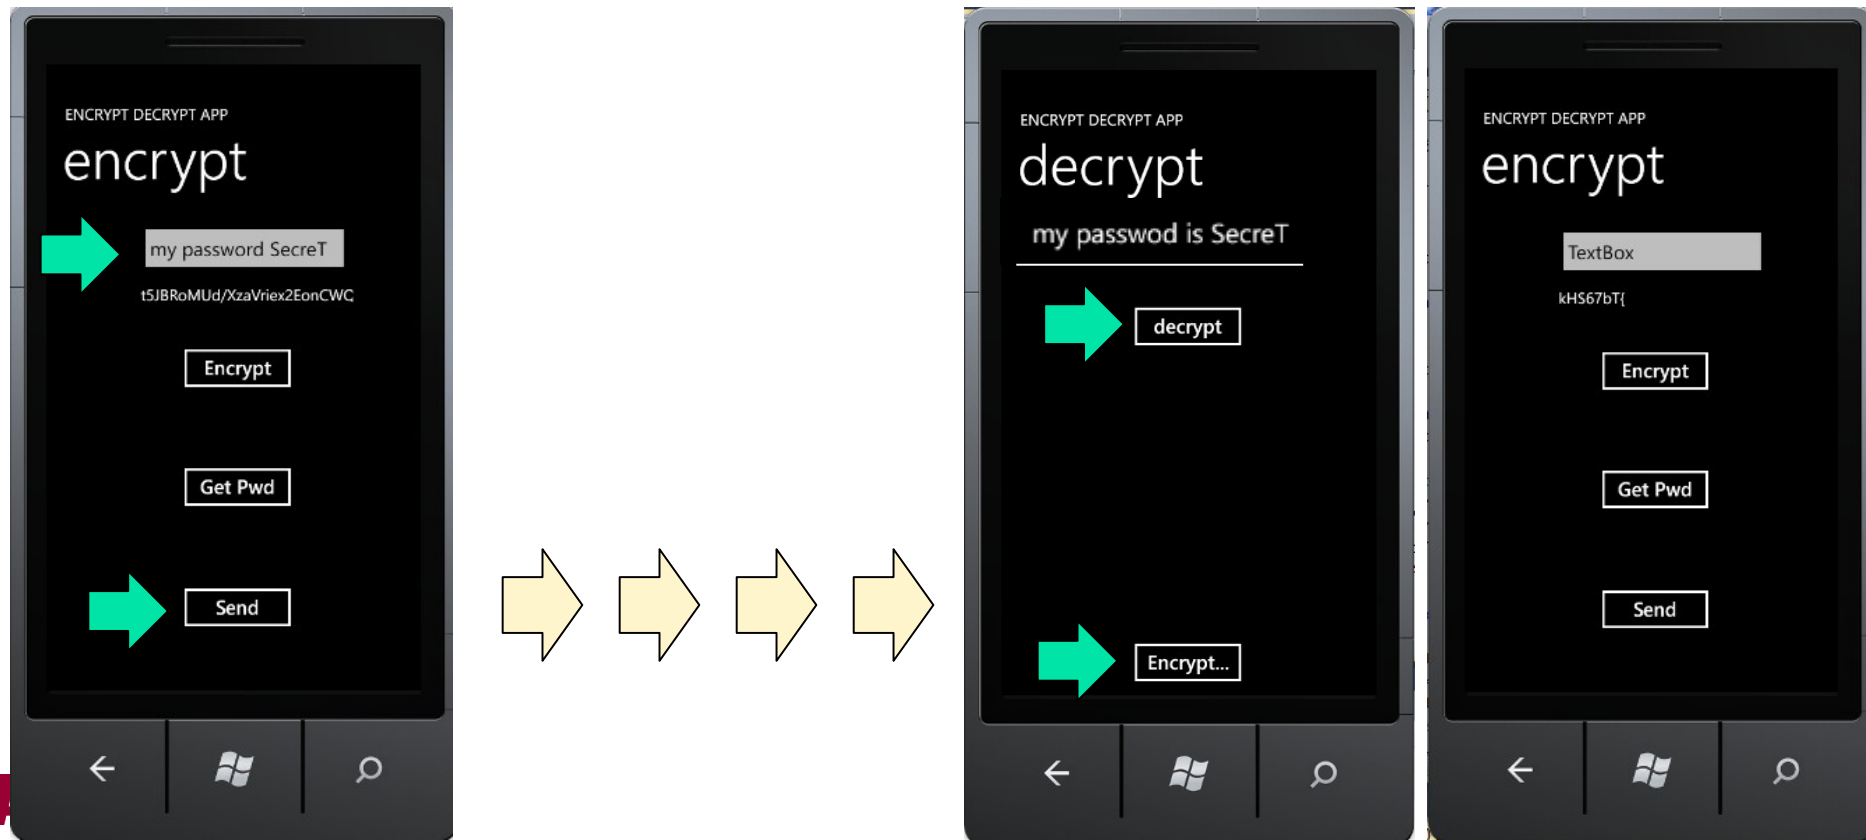 ENCRYPT DECRYPT APP
encrypt
my password SecreT
t5JBRoMUd/XzaVriex2EonCWC
Encrypt
Get Pwd
Send
ENCRYPT DECRYPT APP
decrypt
my passwod is SecreT
decrypt
Encrypt...
ENCRYPT DECRYPT APP
encrypt
TextBox
kHS67bT{
Encrypt
Get Pwd
Send